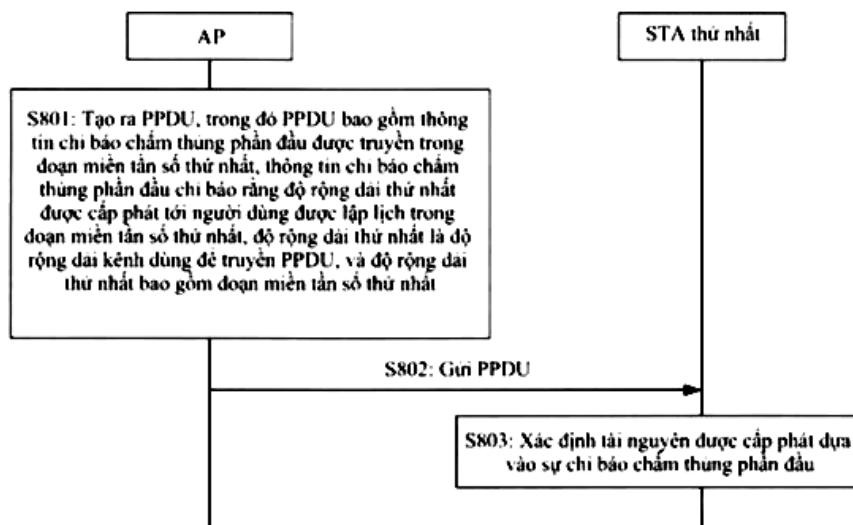 AP
STA thứ nhất
S801: Tạo ra PPDU, trong đó PPDU bao gồm thông
tin chỉ báo chấm thủng phần đầu được truyền trong
đoạn miền tần số thứ nhất, thông tin chỉ báo chấm
thủng phần đầu chỉ báo rằng độ rộng dải thứ nhất
được cấp phát tới người dùng được lập lịch trong
đoạn miền tần số thứ nhất, độ rộng dải thứ nhất là độ
rộng dải kênh dùng để truyền PPDU, và độ rộng dải
thứ nhất bao gồm đoạn miền tần số thứ nhất
S802: Gửi PPDU
S803: Xác định tài nguyên được cấp phát dựa
vào sự chỉ báo chấm thủng phần đầu